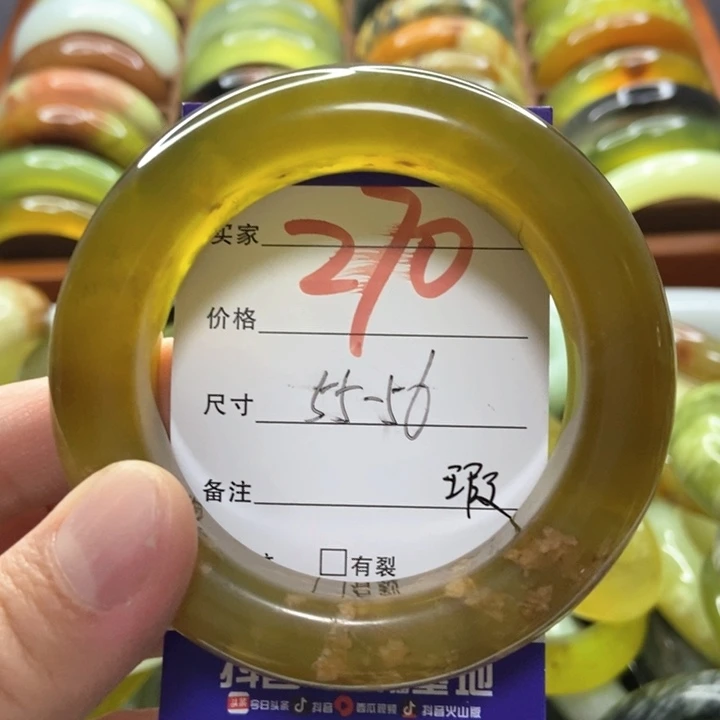 买家 270
价格
尺寸 55-56
备注 瑕
有裂
今日头条 抖音 西瓜视频 抖音火山版